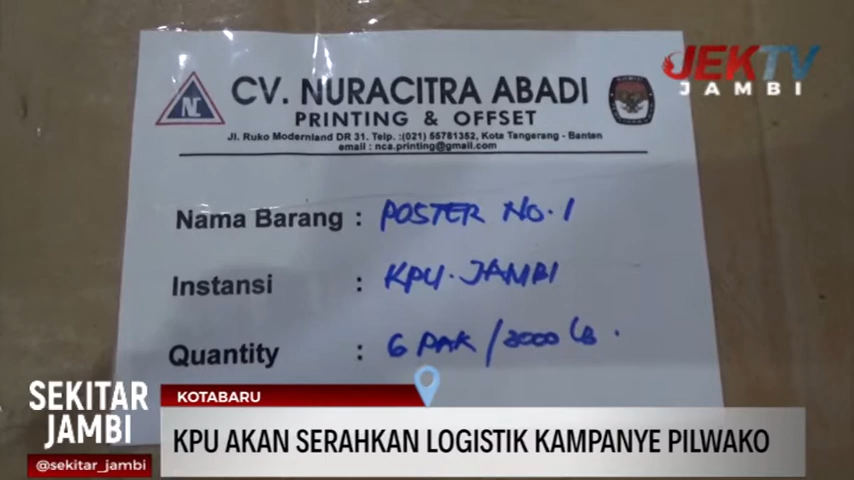 JEKTV
JAMBI
NC
CV. NURACITRA ABADI
PRINTING & OFFSET
Jl. Ruko Modernland DR 31. Telp. :(021) 55781352, Kota Tangerang - Banten
email : nca.printing@gmail.com
Nama Barang : POSTER NO. 1
Instansi : KPU. JAMBI
Quantity : 6 PAK / 3000 Lb.
SEKITAR
JAMBI
@sekitar_jambi
KOTABARU
KPU AKAN SERAHKAN LOGISTIK KAMPANYE PILWAKO